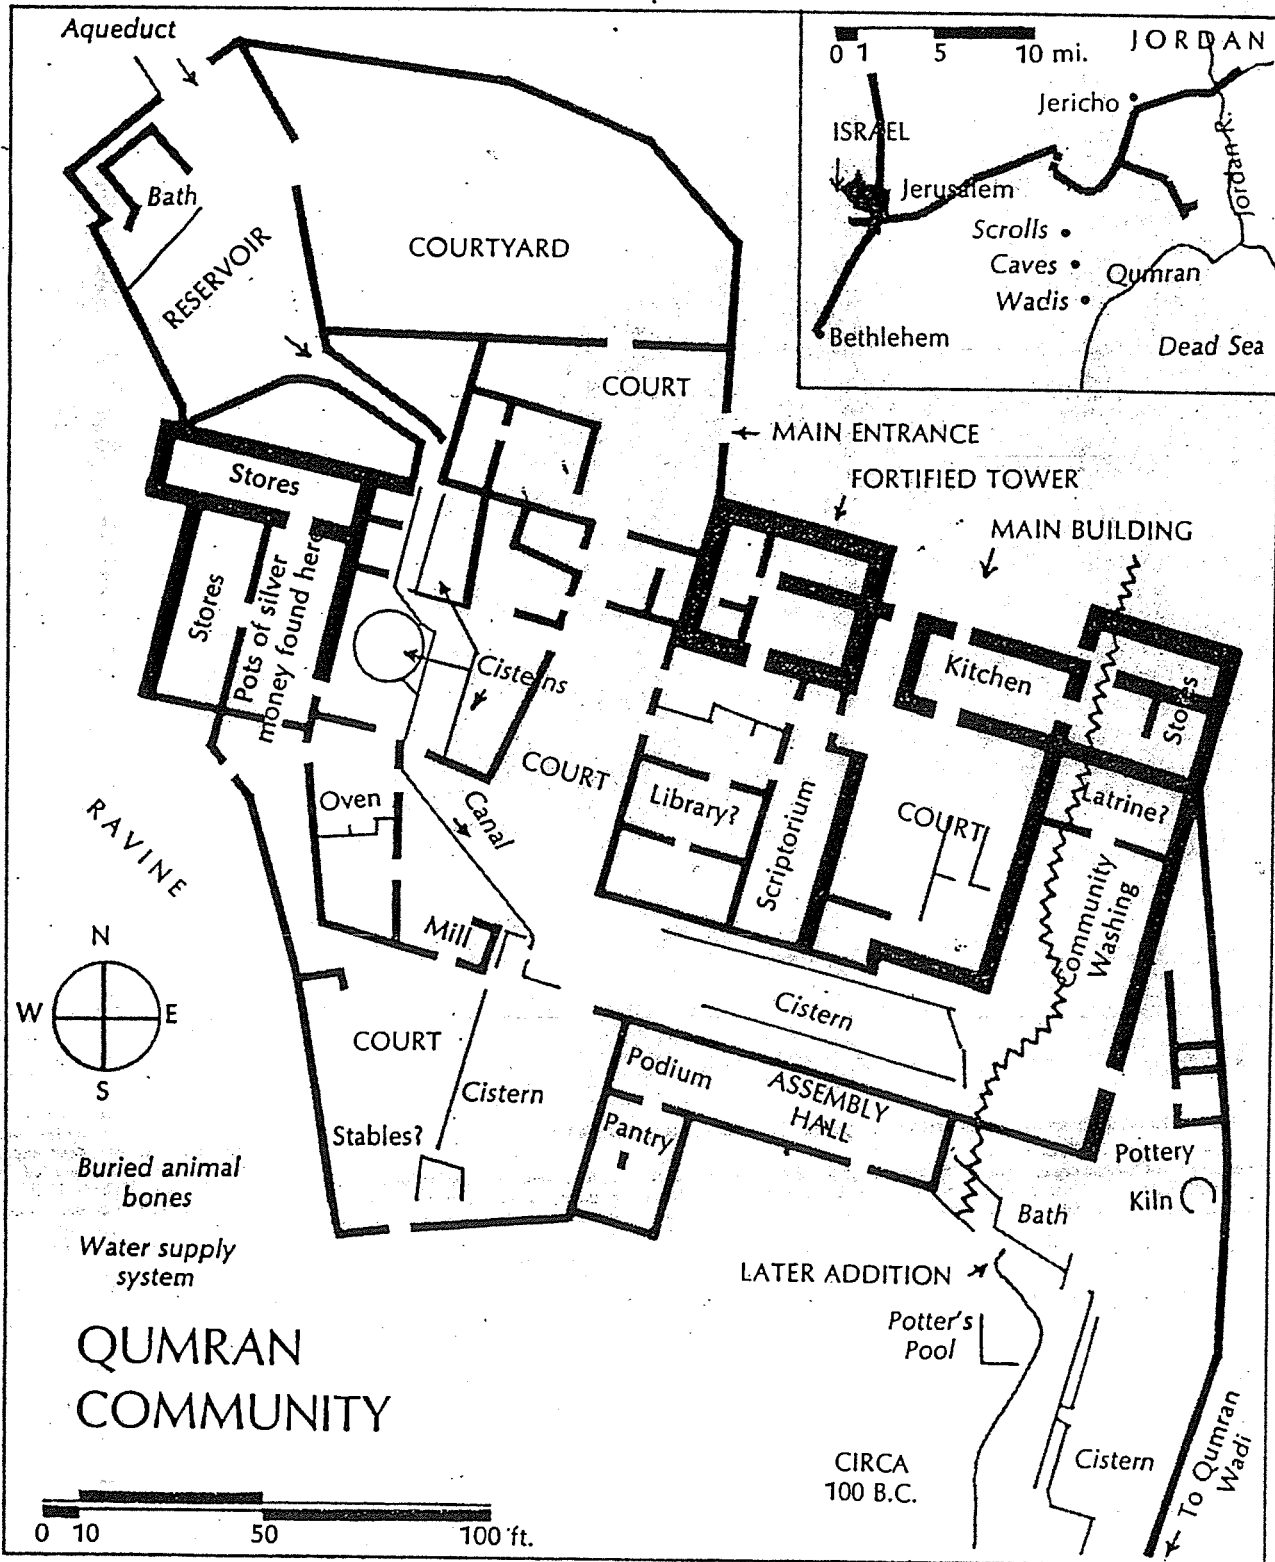 Aqueduct
Bath
RESERVOIR
COURTYARD
COURT
0 1 5 10 mi.
JORDAN
Jericho
ISRAEL
Jordan R.
Jerusalem
Scrolls
Caves
Qumran
Wadis
Bethlehem
Dead Sea
MAIN ENTRANCE
FORTIFIED TOWER
MAIN BUILDING
Stores
Stores
Pots of silver
money found here
Cisterns
Kitchen
Stores
COURT
Library?
Scriptorium
COURT
Latrine?
Community
Washing
Oven
Canal
RAVINE
Mill
N
W E
S
COURT
Cistern
Cistern
Podium
ASSEMBLY
HALL
Stables?
Pantry
Pottery
Kiln
Bath
Buried animal
bones
Water supply
system
LATER ADDITION
Potter's
Pool
QUMRAN
COMMUNITY
CIRCA
100 B.C.
Cistern
To Qumran
Wadi
0 10 50 100 ft.